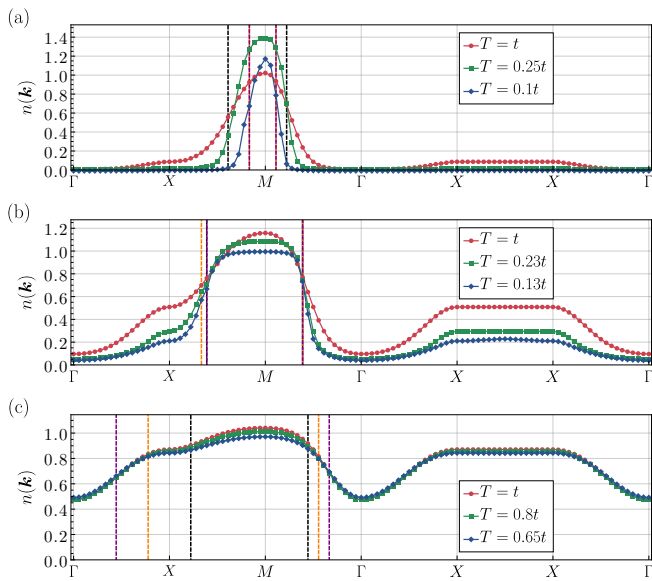 (a)
n(k)
1.4
1.2
1.0
0.8
0.6
0.4
0.2
0.0
T = t
T = 0.25t
T = 0.1t
Γ X M Γ X X Γ
(b)
n(k)
1.2
1.0
0.8
0.6
0.4
0.2
0.0
T = t
T = 0.23t
T = 0.13t
Γ X M Γ X X Γ
(c)
n(k)
1.0
0.8
0.6
0.4
0.2
0.0
T = t
T = 0.8t
T = 0.65t
Γ X M Γ X X Γ